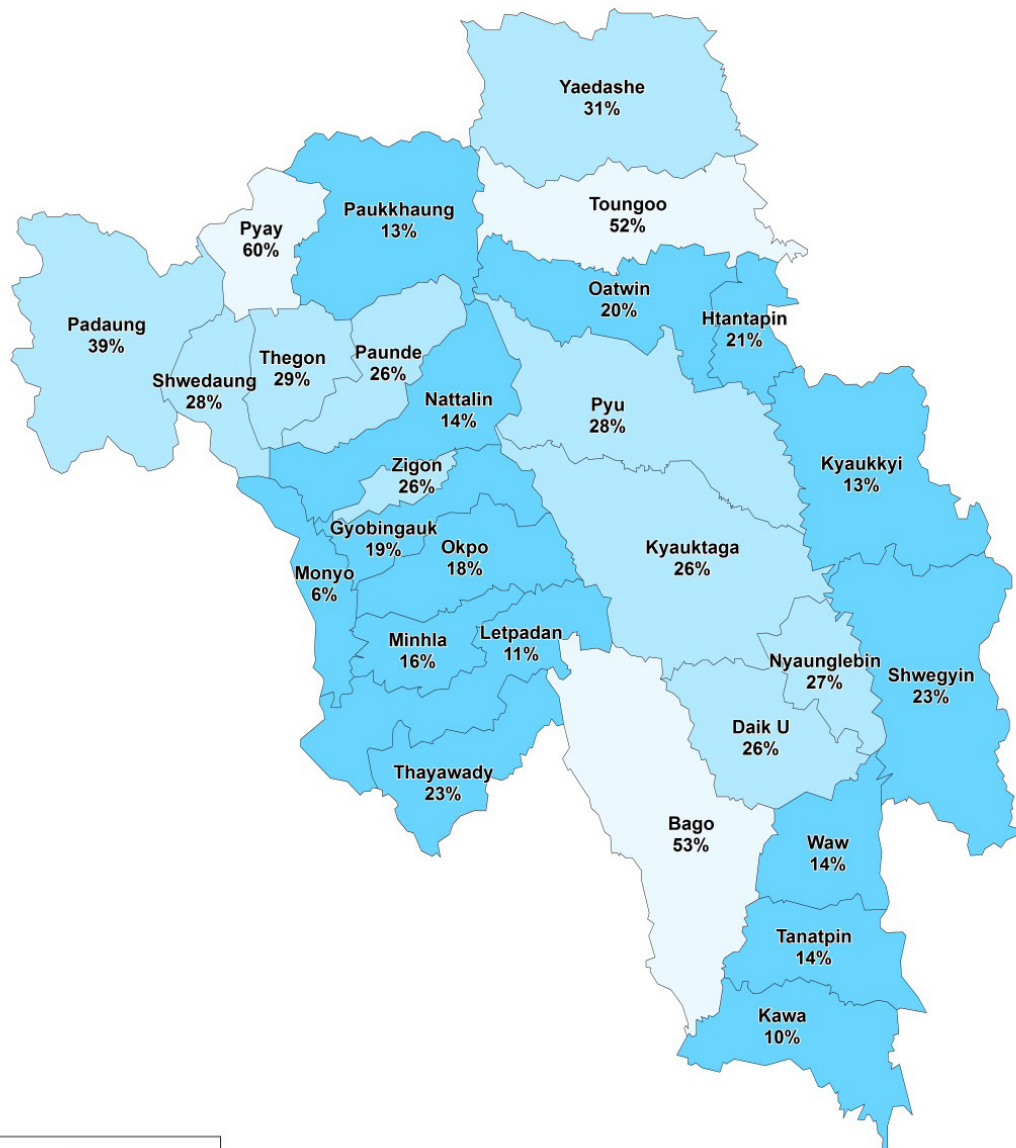 Yaedashe
31%
Toungoo
52%
Paukkhaung
13%
Pyay
60%
Oatwin
20%
Htantapin
21%
Padaung
39%
Shwedaung
28%
Thegon
29%
Paunde
26%
Nattalin
14%
Pyu
28%
Kyaukkyi
13%
Zigon
26%
Gyobingauk
19%
Okpo
18%
Kyauktaga
26%
Monyo
6%
Minhla
16%
Letpadan
11%
Nyaunglebin
27%
Shwegyin
23%
Daik U
26%
Thayawady
23%
Bago
53%
Waw
14%
Tanatpin
14%
Kawa
10%